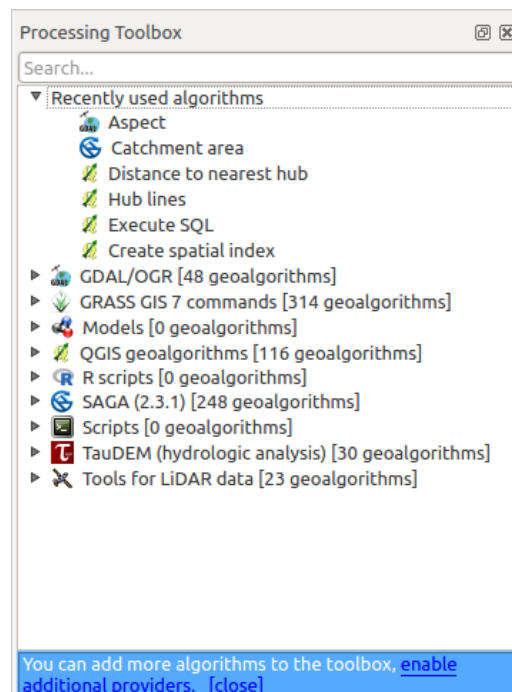 Processing Toolbox
Search...
Recently used algorithms
Aspect
Catchment area
Distance to nearest hub
Hub lines
Execute SQL
Create spatial index
GDAL/OGR [48 geoalgorithms]
GRASS GIS 7 commands [314 geoalgorithms]
Models [0 geoalgorithms]
QGIS geoalgorithms [116 geoalgorithms]
R scripts [0 geoalgorithms]
SAGA (2.3.1) [248 geoalgorithms]
Scripts [0 geoalgorithms]
TauDEM (hydrologic analysis) [30 geoalgorithms]
Tools for LiDAR data [23 geoalgorithms]
You can add more algorithms to the toolbox, enable
additional providers. [close]